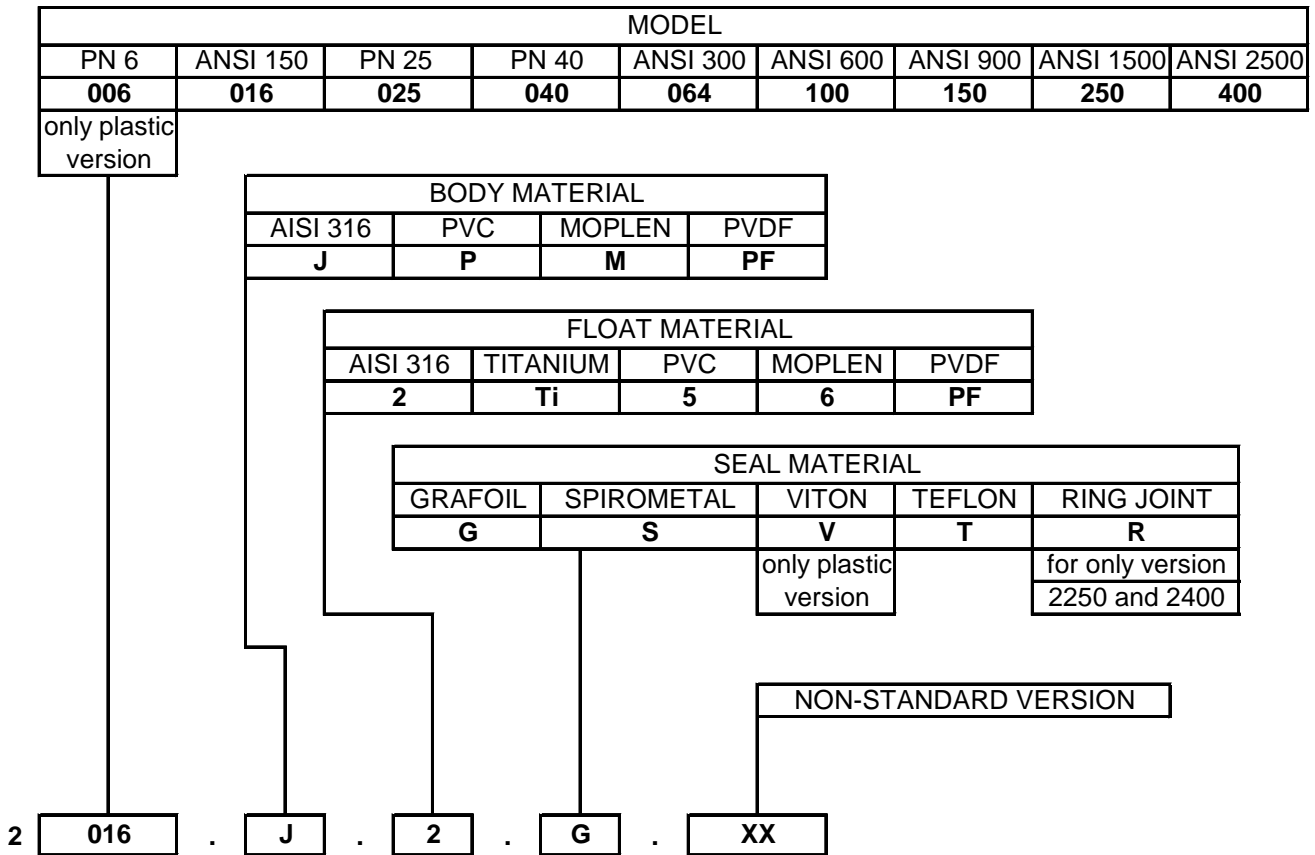 MODEL
PN 6 ANSI 150 PN 25 PN 40 ANSI 300 ANSI 600 ANSI 900 ANSI 1500 ANSI 2500
006 016 025 040 064 100 150 250 400
only plastic
version
BODY MATERIAL
AISI 316 PVC MOPLEN PVDF
J P M PF
FLOAT MATERIAL
AISI 316 TITANIUM PVC MOPLEN PVDF
2 Ti 5 6 PF
SEAL MATERIAL
GRAFOIL SPIROMETAL VITON TEFLON RING JOINT
G S V T R
only plastic for only version
version 2250 and 2400
NON-STANDARD VERSION
2 016 . J . 2 . G . XX